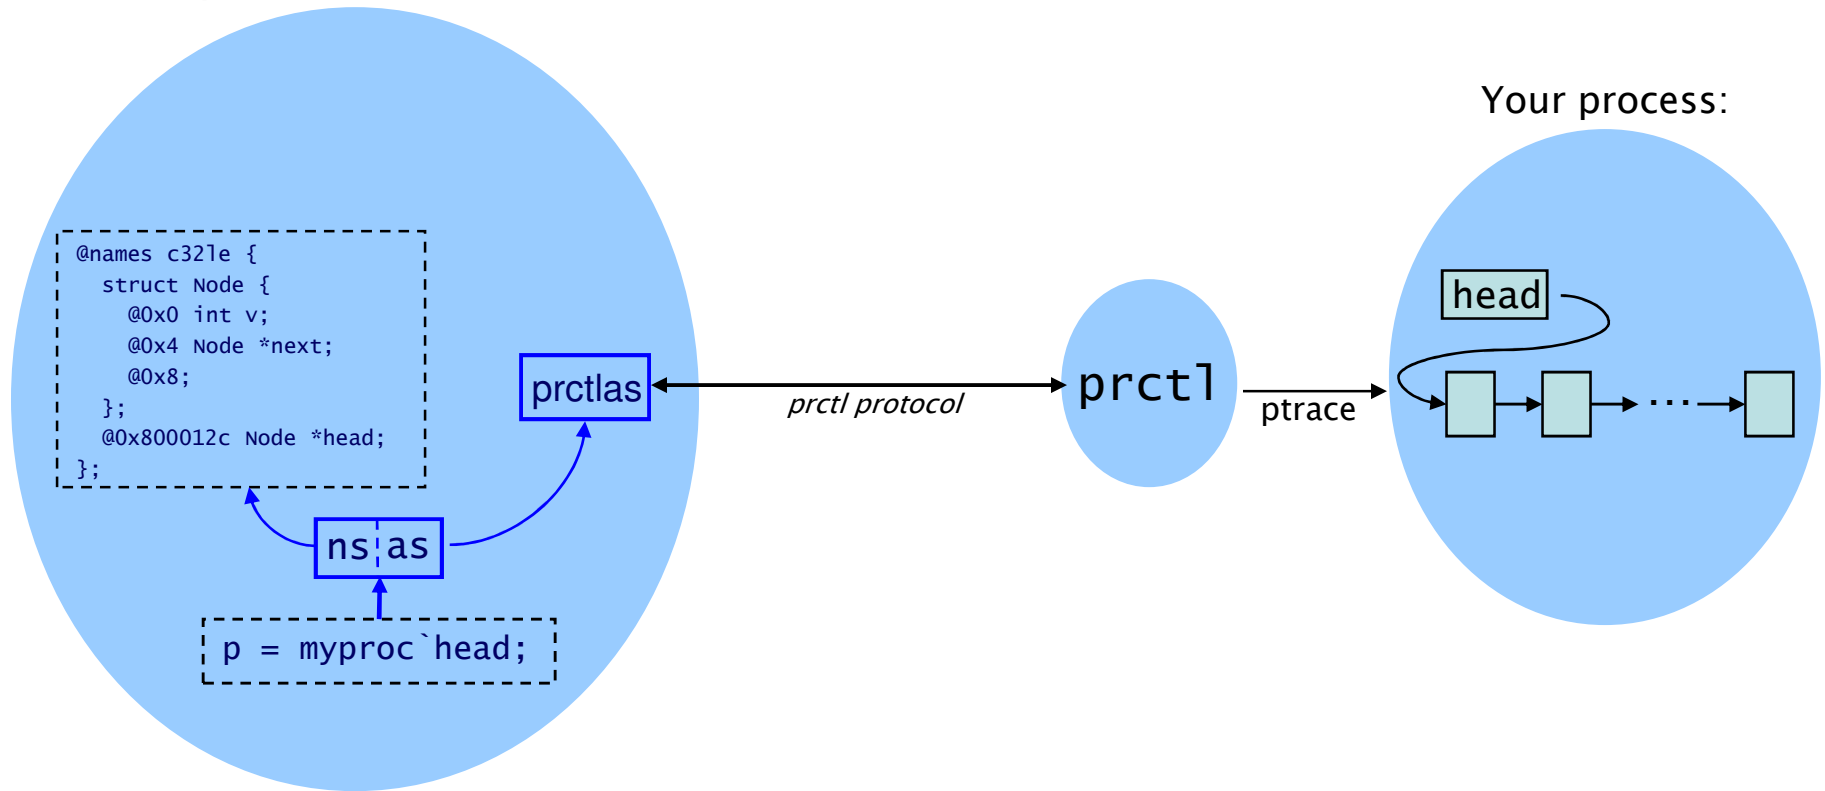 Your process:
@names c32le {
struct Node {
@0x0 int v;
@0x4 Node *next;
@0x8;
};
@0x800012c Node *head;
};
prctlas
prctl protocol
prctl
ptrace
head
...
ns as
p = myproc`head;